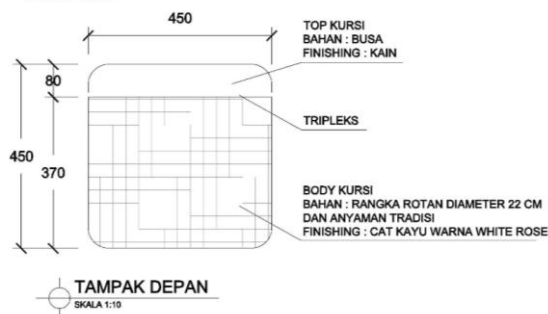 450
TOP KURSI
BAHAN : BUSA
FINISHING : KAIN
80
TRIPLEKS
450
370
BODY KURSI
BAHAN : RANGKA ROTAN DIAMETER 22 CM
DAN ANYAMAN TRADISI
FINISHING : CAT KAYU WARNA WHITE ROSE
TAMPAK DEPAN
SKALA 1:10